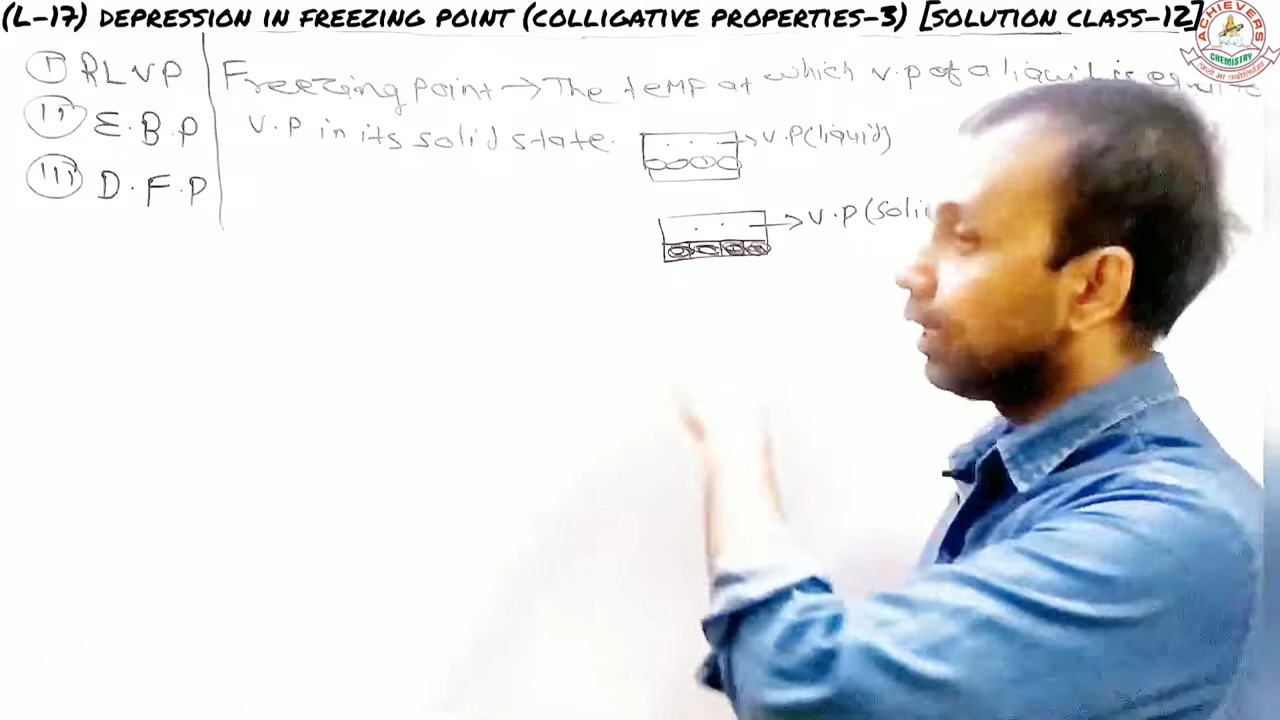 (L-17) DEPRESSION IN FREEZING POINT (COLLIGATIVE PROPERTIES-3) [SOLUTION CLASS-12]
ACHIEVERS
CHEMISTRY
I RLVP
II E.B.P
III D.F.P
Freezing point → The temp at which v.p of a liquid is
v.p in its solid state.
→ v.p (liquid)
→ v.p (soli